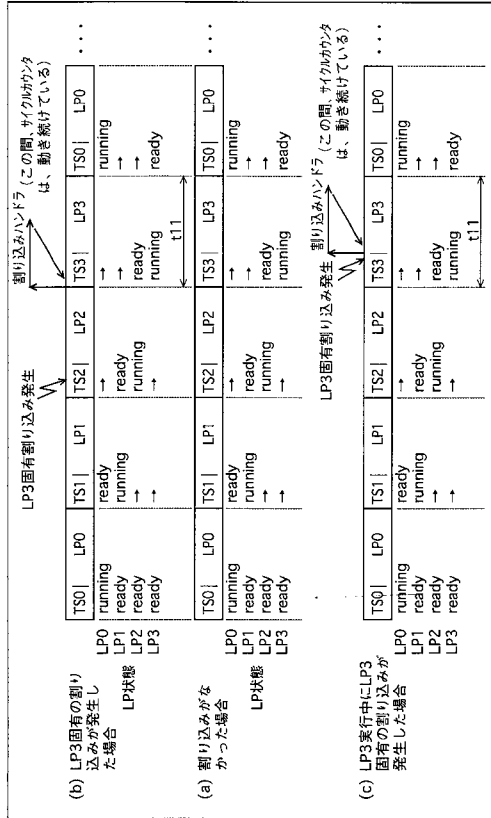 (b) LP3固有の割り
込みが発生し
た場合
LP3固有割り込み発生
割り込みハンドラ (この間、サイクルカウンタ
は、動き続けている)
TS0 LP0 TS1 LP1 TS2 LP2 TS3 LP3 TS0 LP0 ・・・
LP0 running ready → → running
LP1 ready running ready → →
LP2 ready → running ready →
LP3 ready → → running ready
LP状態
t11
(a) 割り込みがな
かった場合
TS0 LP0 TS1 LP1 TS2 LP2 TS3 LP3 TS0 LP0 ・・・
LP0 running ready → → running
LP1 ready running ready → →
LP2 ready → running ready →
LP3 ready → → running ready
LP状態
t11
(c) LP3実行中にLP3
固有の割り込みが
発生した場合
LP3固有割り込み発生
割り込みハンドラ (この間、サイクルカウンタ
は、動き続けている)
TS0 LP0 TS1 LP1 TS2 LP2 TS3 LP3 TS0 LP0 ・・・
LP0 running ready → → running
LP1 ready running ready → →
LP2 ready → running ready →
LP3 ready → → running ready
t11